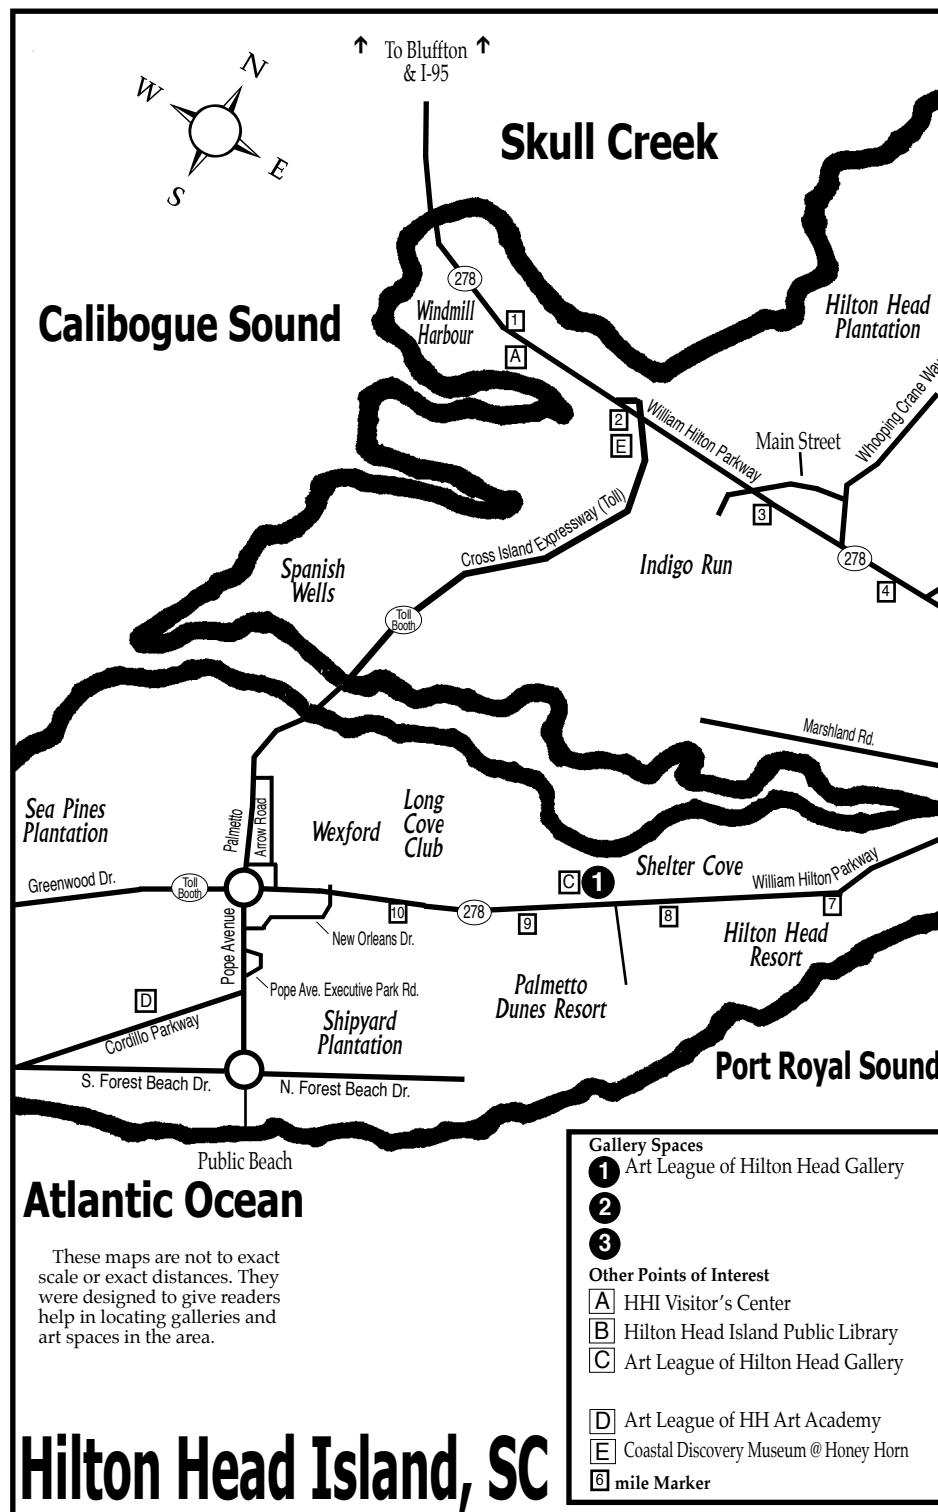 To Bluffton
& I-95
N
W
E
S
Skull Creek
278
Calibogue Sound
Windmill
Harbour
1
A
Hilton Head
Plantation
2
E
William Hilton Parkway
Main Street
Whooping Crane Way
3
Cross Island Expressway (Toll)
Indigo Run
278
4
Spanish
Wells
Toll
Booth
Marshland Rd.
Sea Pines
Plantation
Palmetto
Arrow Road
Wexford
Long
Cove
Club
Shelter Cove
William Hilton Parkway
Greenwood Dr.
Toll
Booth
C
1
10
278
9
8
7
Pope Avenue
New Orleans Dr.
Hilton Head
Resort
Pope Ave. Executive Park Rd.
Palmetto
Dunes Resort
D
Cordillo Parkway
Shipyard
Plantation
Port Royal Sound
S. Forest Beach Dr.
N. Forest Beach Dr.
Public Beach
Atlantic Ocean
These maps are not to exact
scale or exact distances. They
were designed to give readers
help in locating galleries and
art spaces in the area.
Gallery Spaces
1 Art League of Hilton Head Gallery
2
3
Other Points of Interest
A HHI Visitor's Center
B Hilton Head Island Public Library
C Art League of Hilton Head Gallery
D Art League of HH Art Academy
E Coastal Discovery Museum @ Honey Horn
6 mile Marker
Hilton Head Island, SC